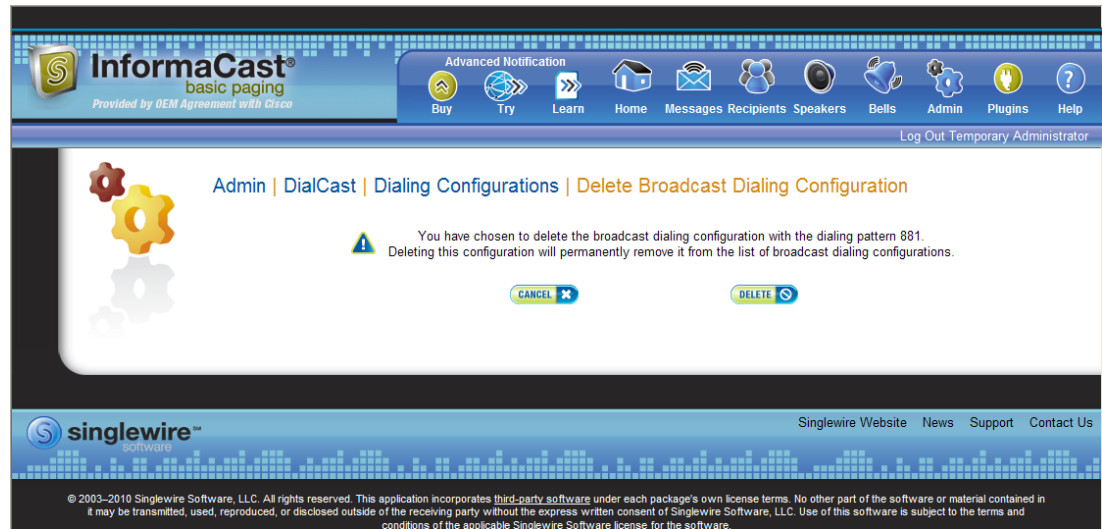 InformaCast®
basic paging
Provided by OEM Agreement with Cisco
Advanced Notification
Buy Try Learn Home Messages Recipients Speakers Bells Admin Plugins Help
Log Out Temporary Administrator
Admin | DialCast | Dialing Configurations | Delete Broadcast Dialing Configuration
You have chosen to delete the broadcast dialing configuration with the dialing pattern 881.
Deleting this configuration will permanently remove it from the list of broadcast dialing configurations.
CANCEL DELETE
singlewire℠
software
Singlewire Website News Support Contact Us
© 2003–2010 Singlewire Software, LLC. All rights reserved. This application incorporates third-party software under each package's own license terms. No other part of the software or material contained in
it may be transmitted, used, reproduced, or disclosed outside of the receiving party without the express written consent of Singlewire Software, LLC. Use of this software is subject to the terms and
conditions of the applicable Singlewire Software license for the software.